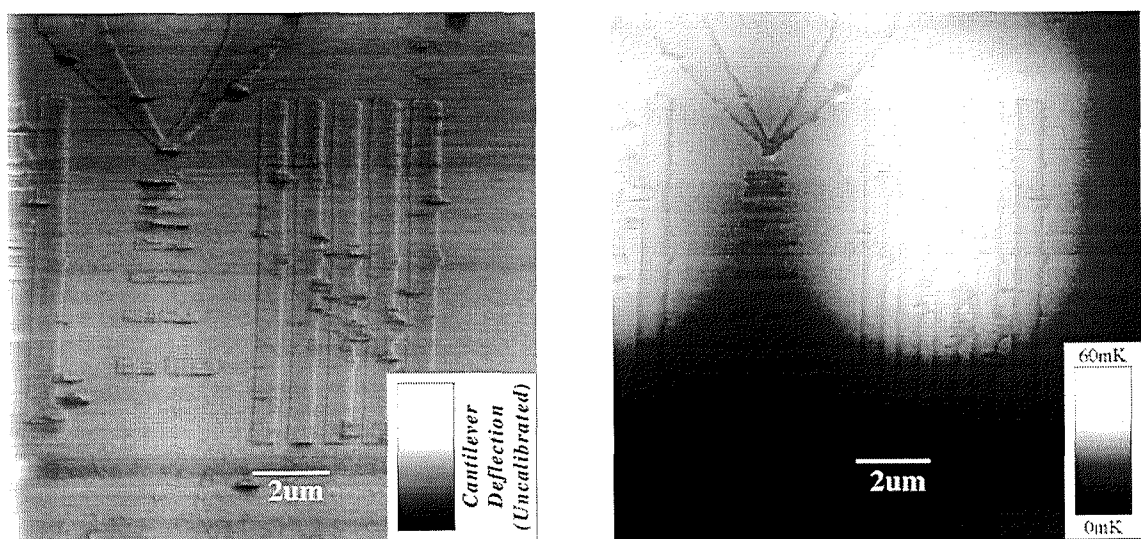 Cantilever
Deflection
(Uncalibrated)
2um
60mK
2um
0mK